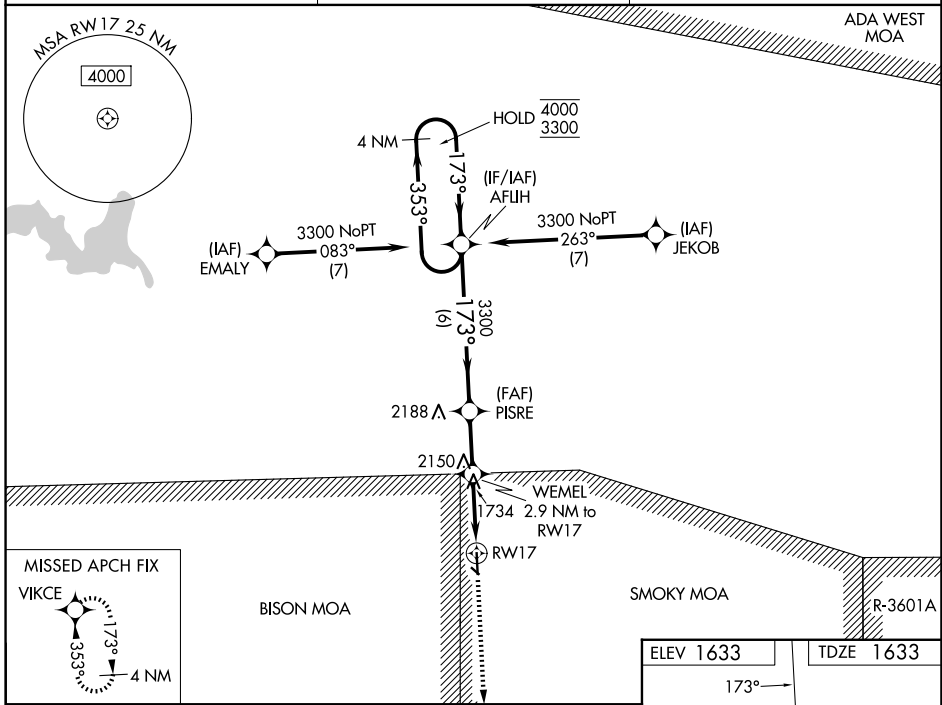 MSA RW17 25 NM
4000
ADA WEST
MOA
HOLD
4000
3300
4 NM
173°
353°
(IF/IAF)
AFLIH
3300 NoPT
083°
(7)
(IAF)
EMALY
3300 NoPT
263°
(7)
(IAF)
JEKOB
3300
173°
(6)
(FAF)
PISRE
2188
2150
WEMEL
2.9 NM to
RW17
1734
RW17
MISSED APCH FIX
VIKCE
173°
353°
4 NM
BISON MOA
SMOKY MOA
R-3601A
ELEV 1633
TDZE 1633
173°